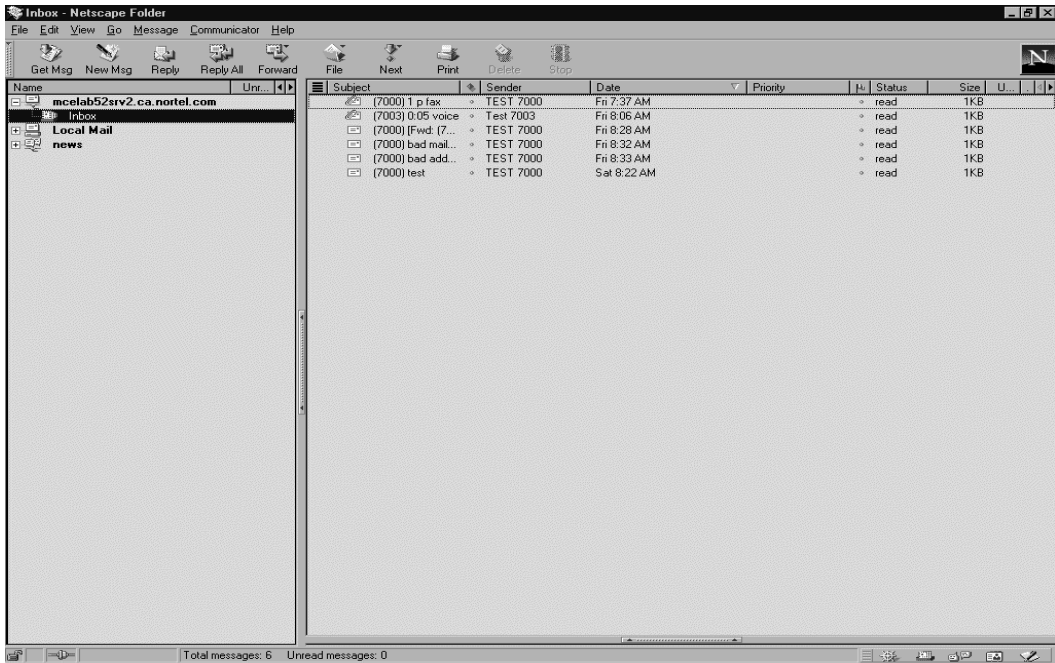 Inbox - Netscape Folder
File Edit View Go Message Communicator Help
Get Msg New Msg Reply Reply All Forward File Next Print Delete Stop
N
Name Unr... Subject Sender Date Priority Status Size U... .
mcelab52srv2.ca.nortel.com
Inbox
Local Mail
news
(7000) 1 p fax TEST 7000 Fri 7:37 AM read 1KB
(7003) 0:05 voice Test 7003 Fri 8:06 AM read 1KB
(7000) [Fwd: (7... TEST 7000 Fri 8:28 AM read 1KB
(7000) bad mail... TEST 7000 Fri 8:32 AM read 1KB
(7000) bad add... TEST 7000 Fri 8:33 AM read 1KB
(7000) test TEST 7000 Sat 8:22 AM read 1KB
Total messages: 6 Unread messages: 0